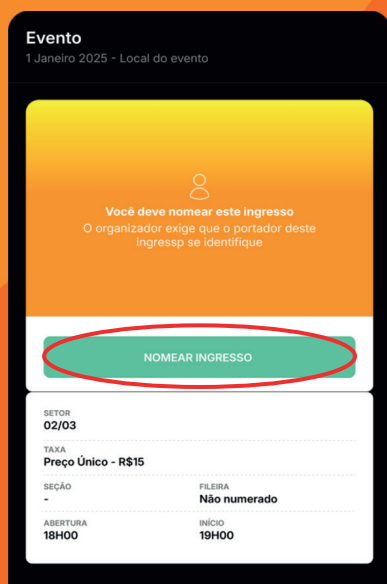 Evento
1 Janeiro 2025 - Local do evento
Você deve nomear este ingresso
O organizador exige que o portador deste
ingressp se identifique
NOMEAR INGRESSO
SETOR
02/03
TAXA
Preço Único - R$15
SEÇÃO
-
FILEIRA
Não numerado
ABERTURA
18H00
INÍCIO
19H00